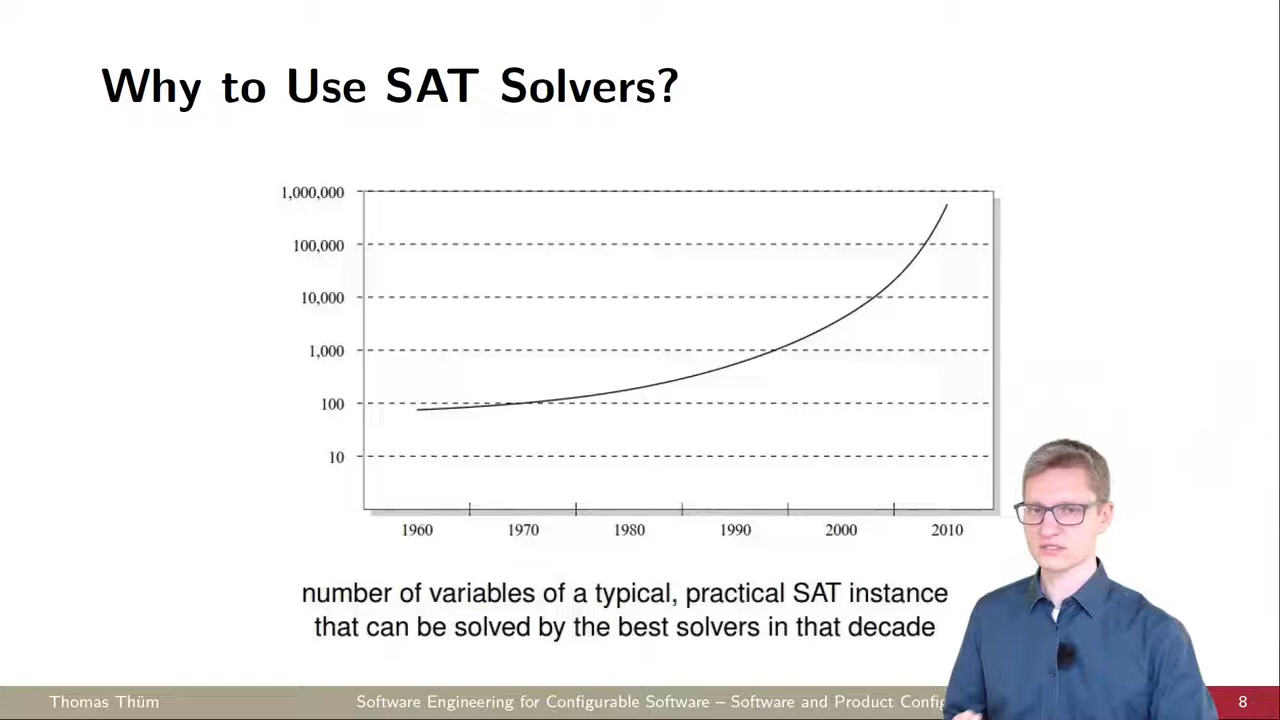 Why to Use SAT Solvers?
1,000,000
100,000
10,000
1,000
100
10
1960 1970 1980 1990 2000 2010
number of variables of a typical, practical SAT instance
that can be solved by the best solvers in that decade
Thomas Thüm Software Engineering for Configurable Software – Software and Product 8